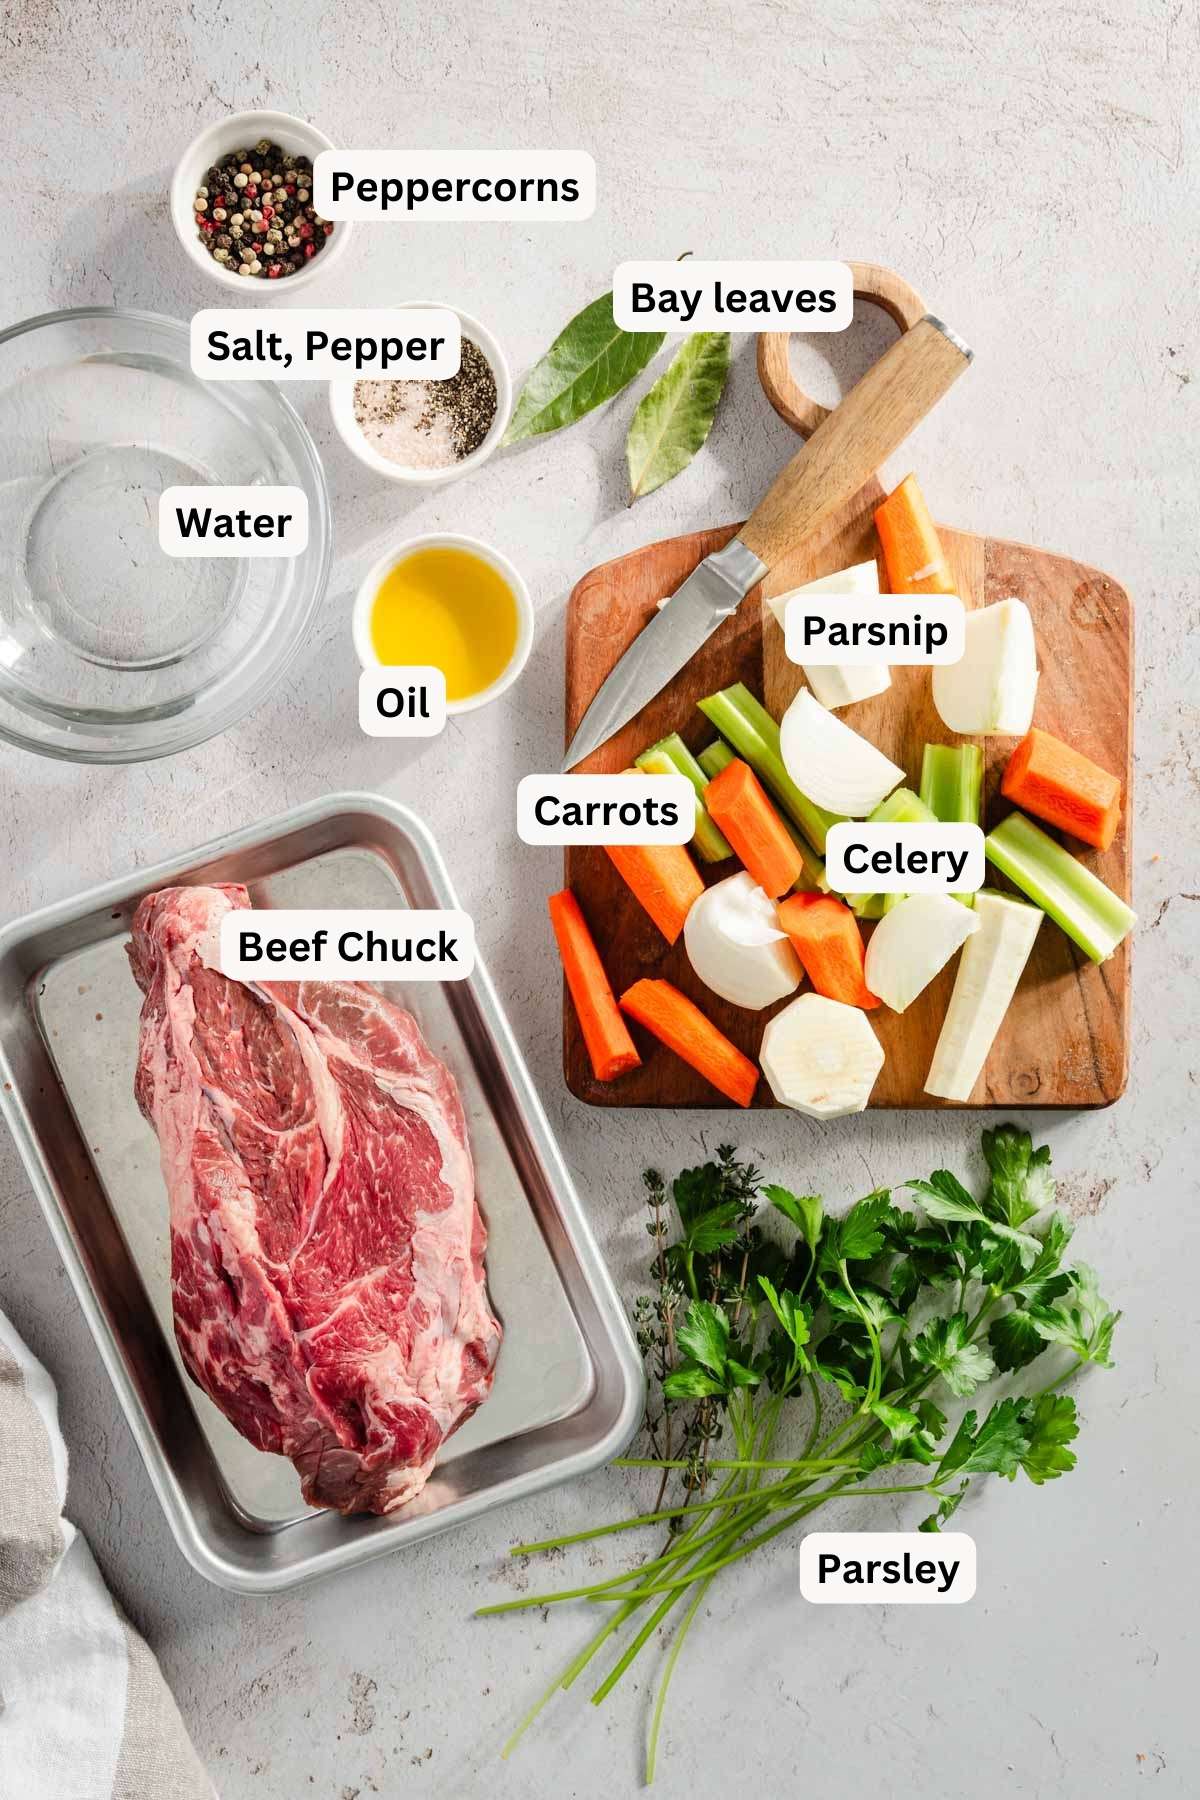 Peppercorns
Bay leaves
Salt, Pepper
Water
Parsnip
Oil
Carrots
Celery
Beef Chuck
Parsley